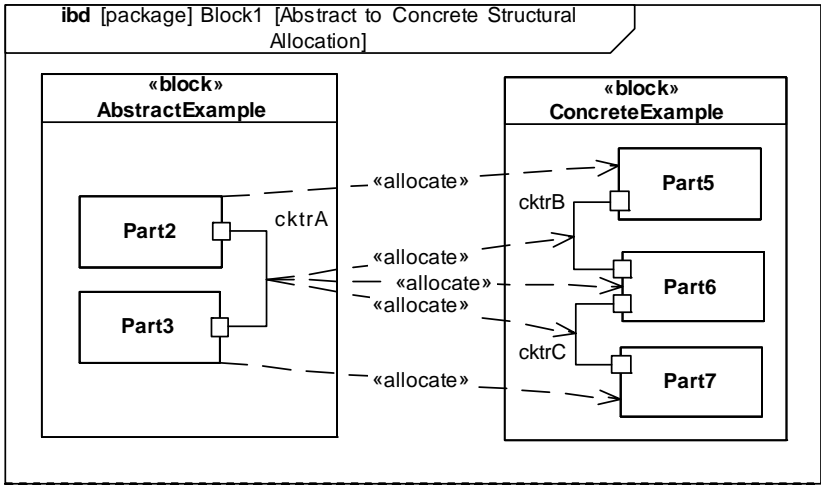 ibd [package] Block1 [Abstract to Concrete Structural
Allocation]
«block»
AbstractExample
«block»
ConcreteExample
«allocate»
Part5
cktrB
Part2
cktrA
«allocate»
«allocate»
Part6
«allocate»
Part3
cktrC
«allocate»
Part7